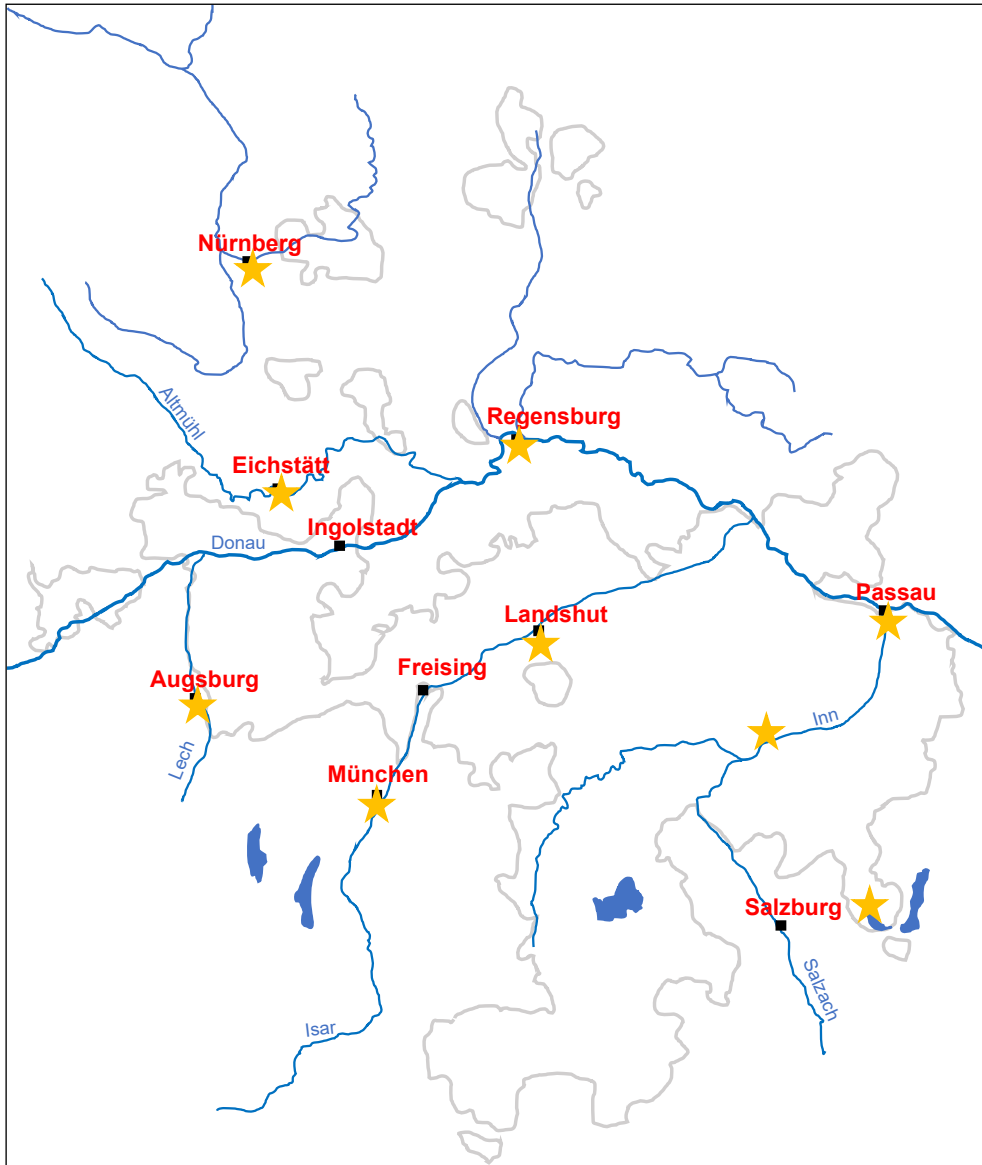 Nürnberg
Altmühl
Regensburg
Eichstätt
Ingolstadt
Donau
Passau
Landshut
Freising
Augsburg
Inn
Lech
München
Salzburg
Salzach
Isar